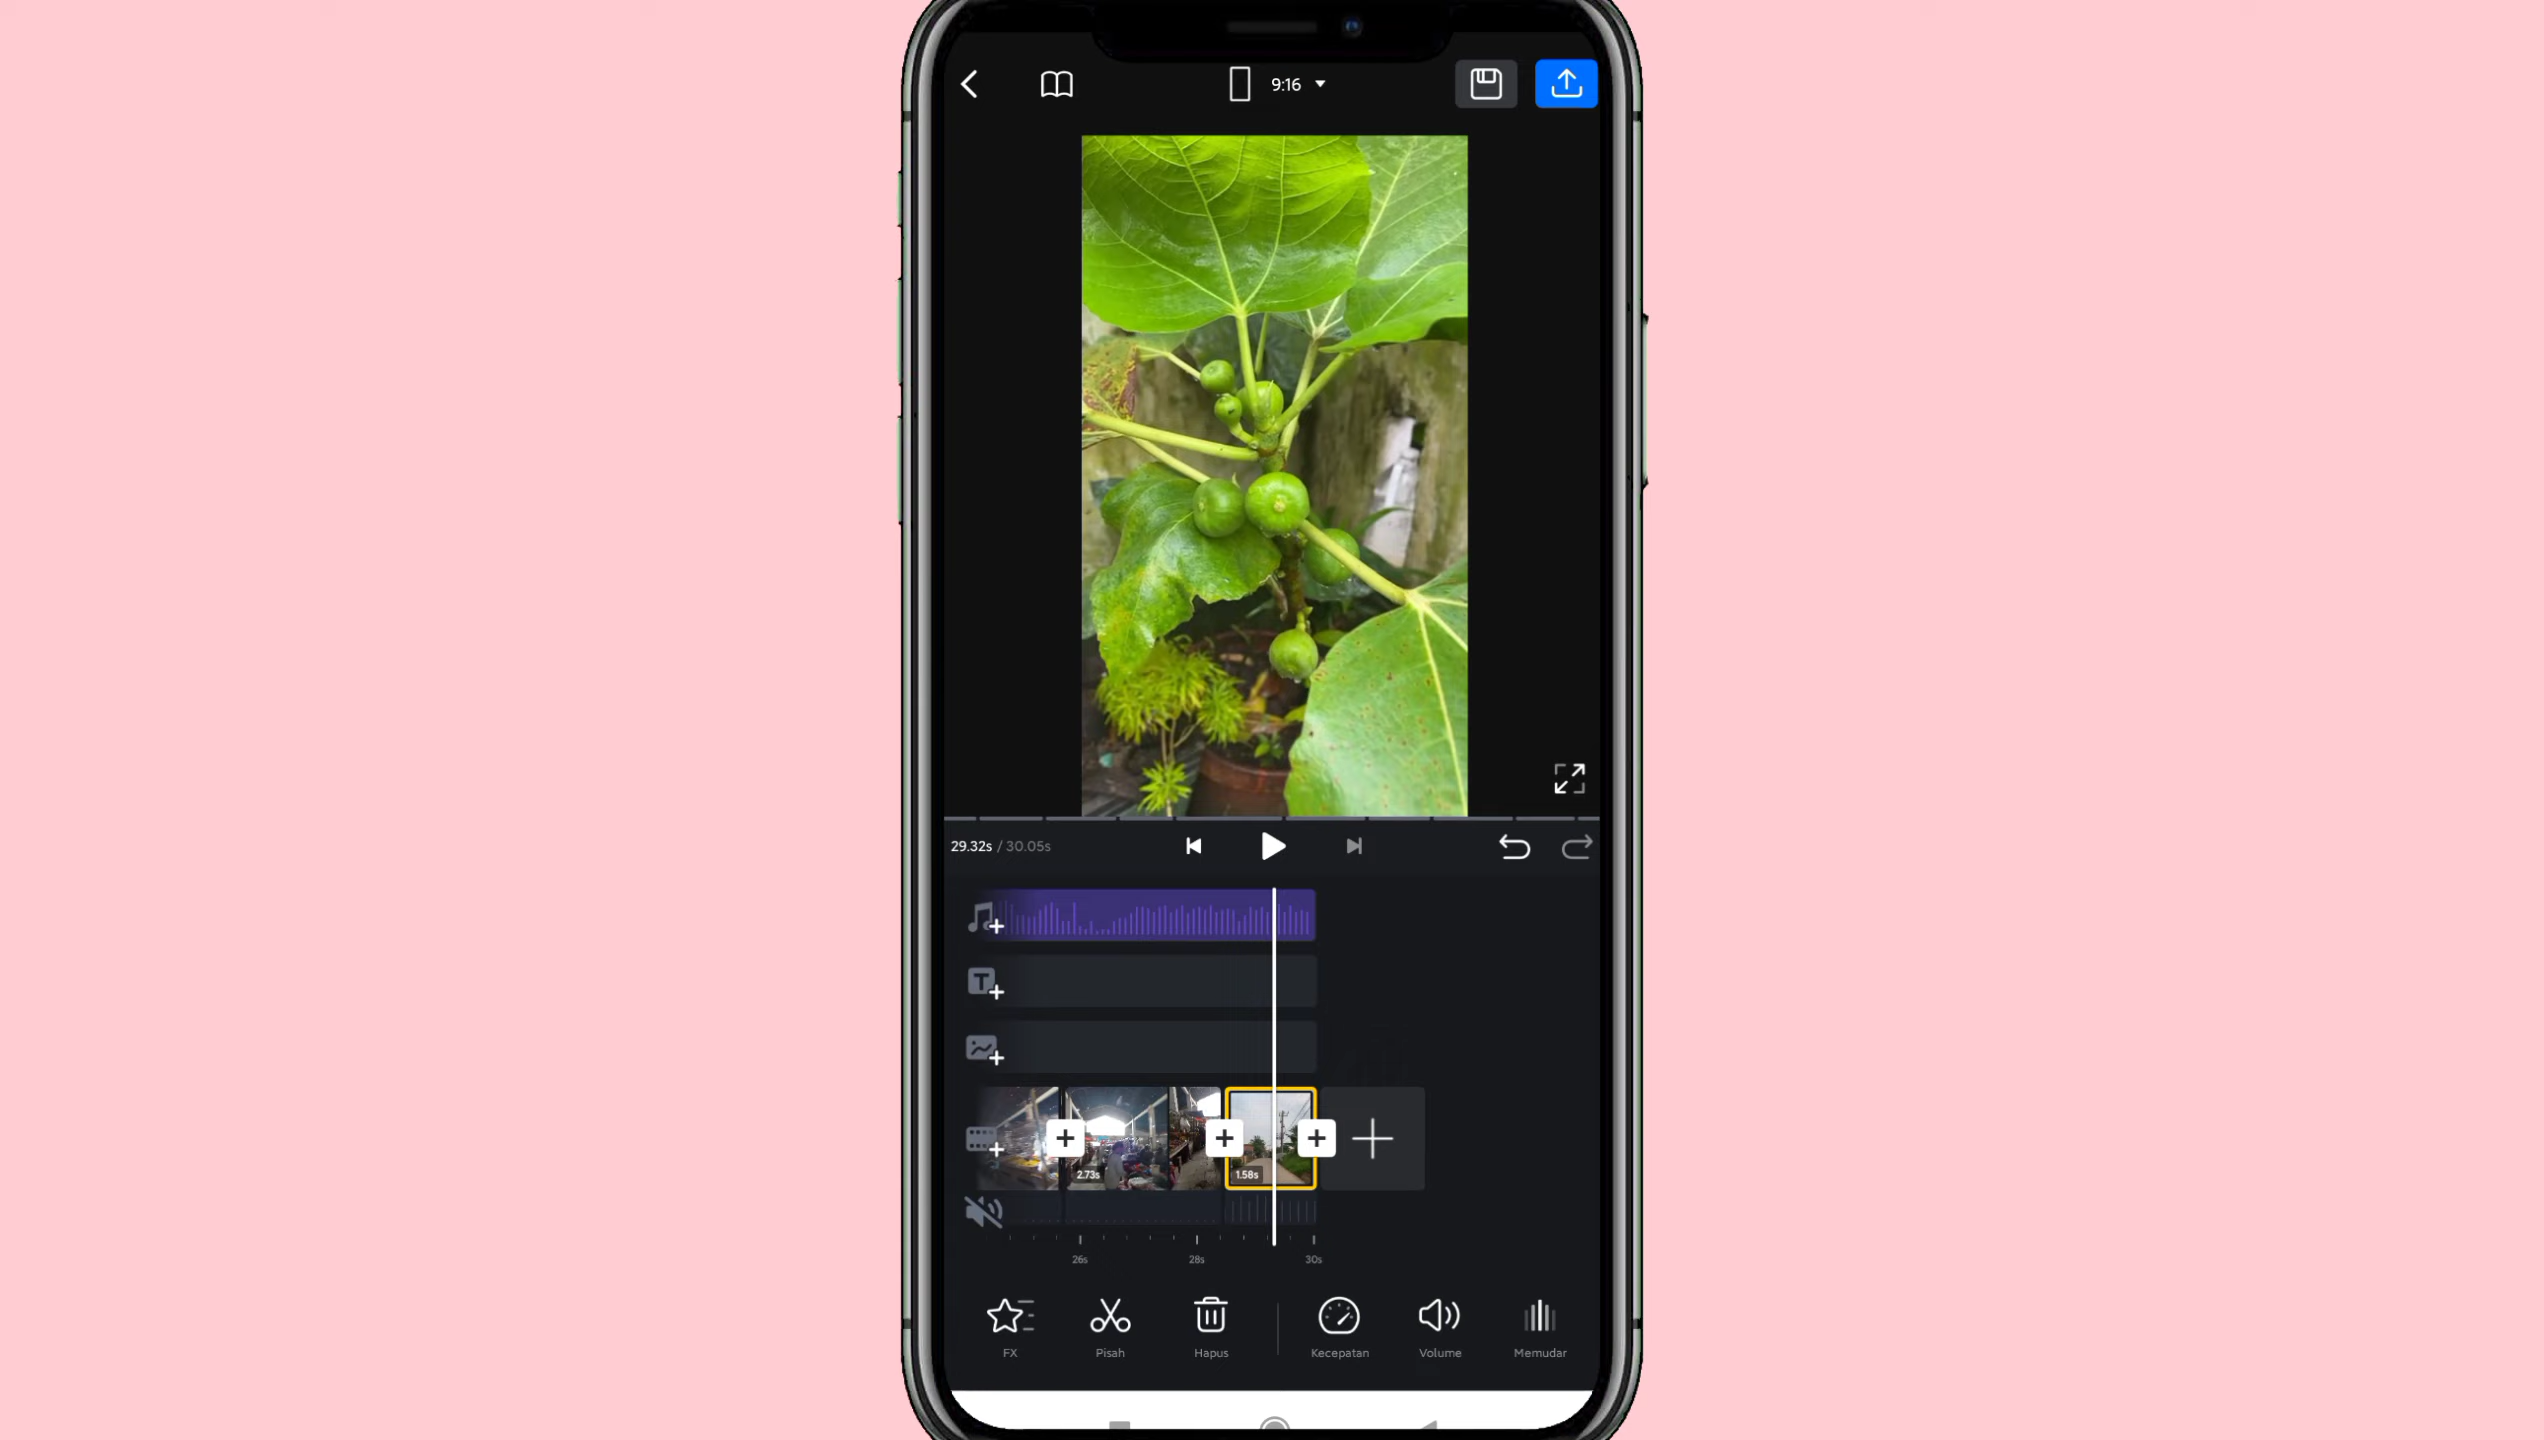 9:16
29.32s / 30.05s
T
2.73s
1.58s
26s
28s
30s
FX
Pisah
Hapus
Kecepatan
Volume
Memudar